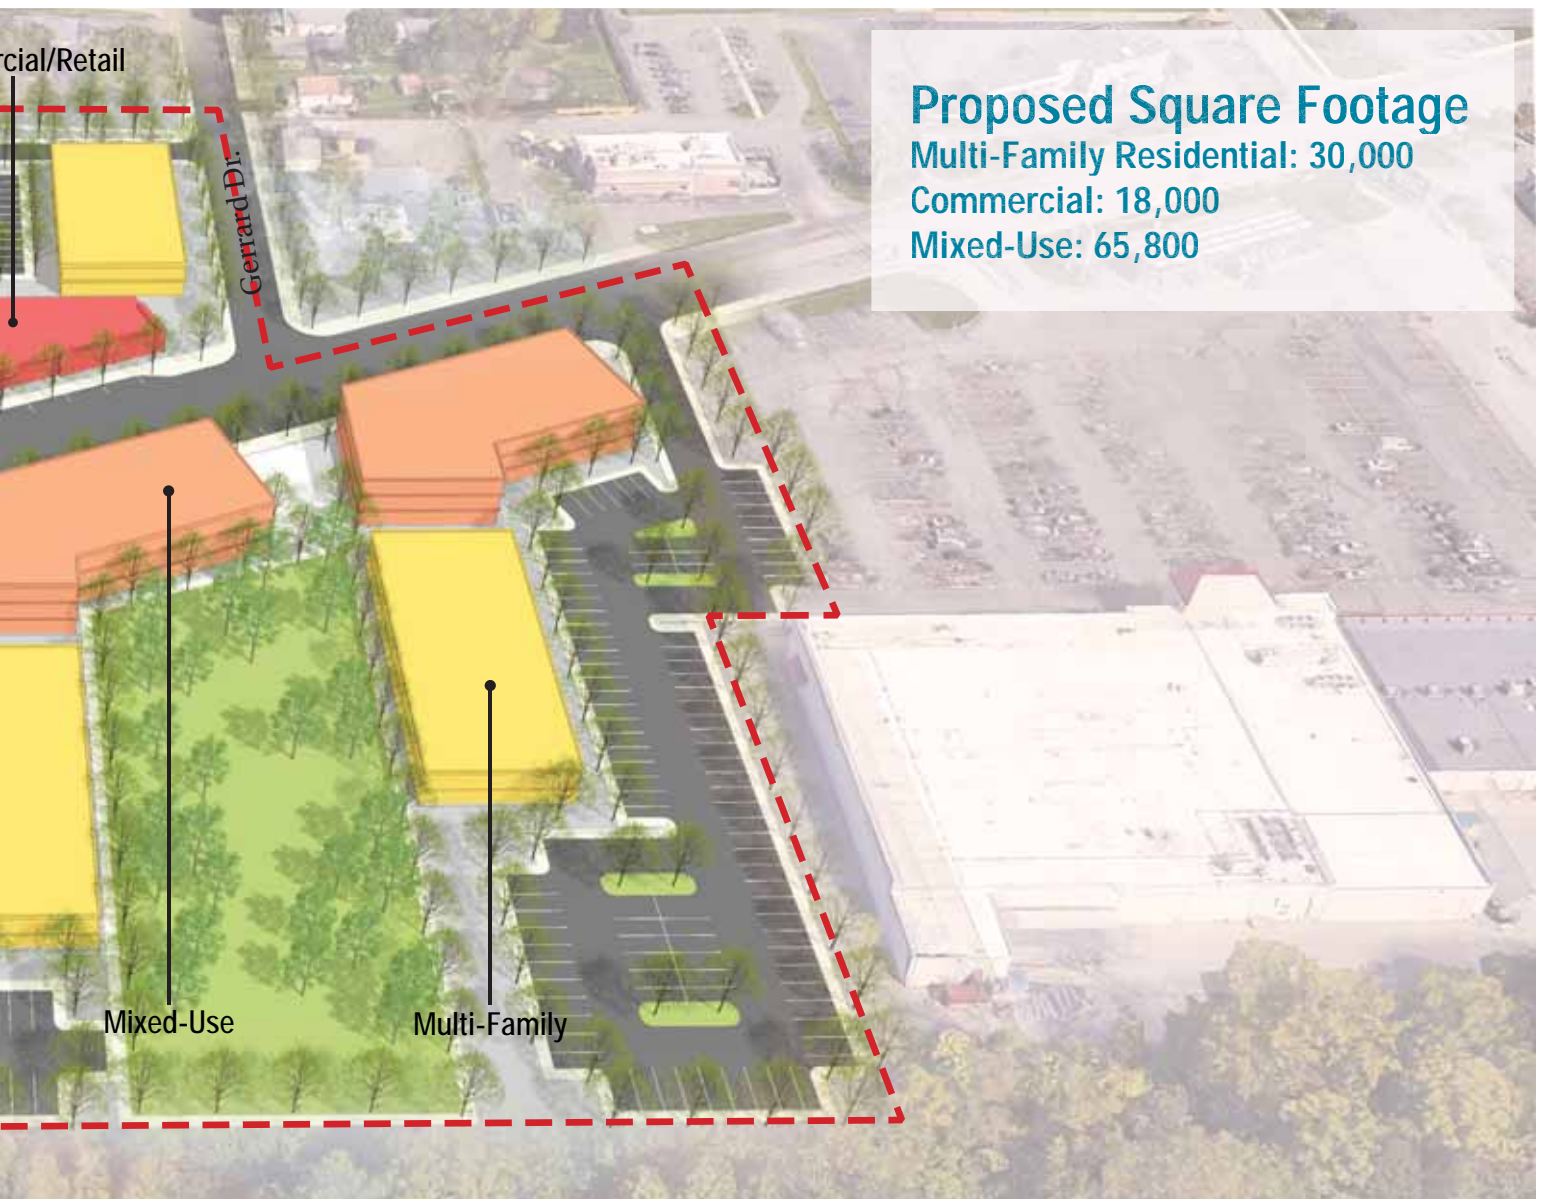 rcial/Retail
Proposed Square Footage
Multi-Family Residential: 30,000
Commercial: 18,000
Mixed-Use: 65,800
Gerrard Dr.
Mixed-Use
Multi-Family